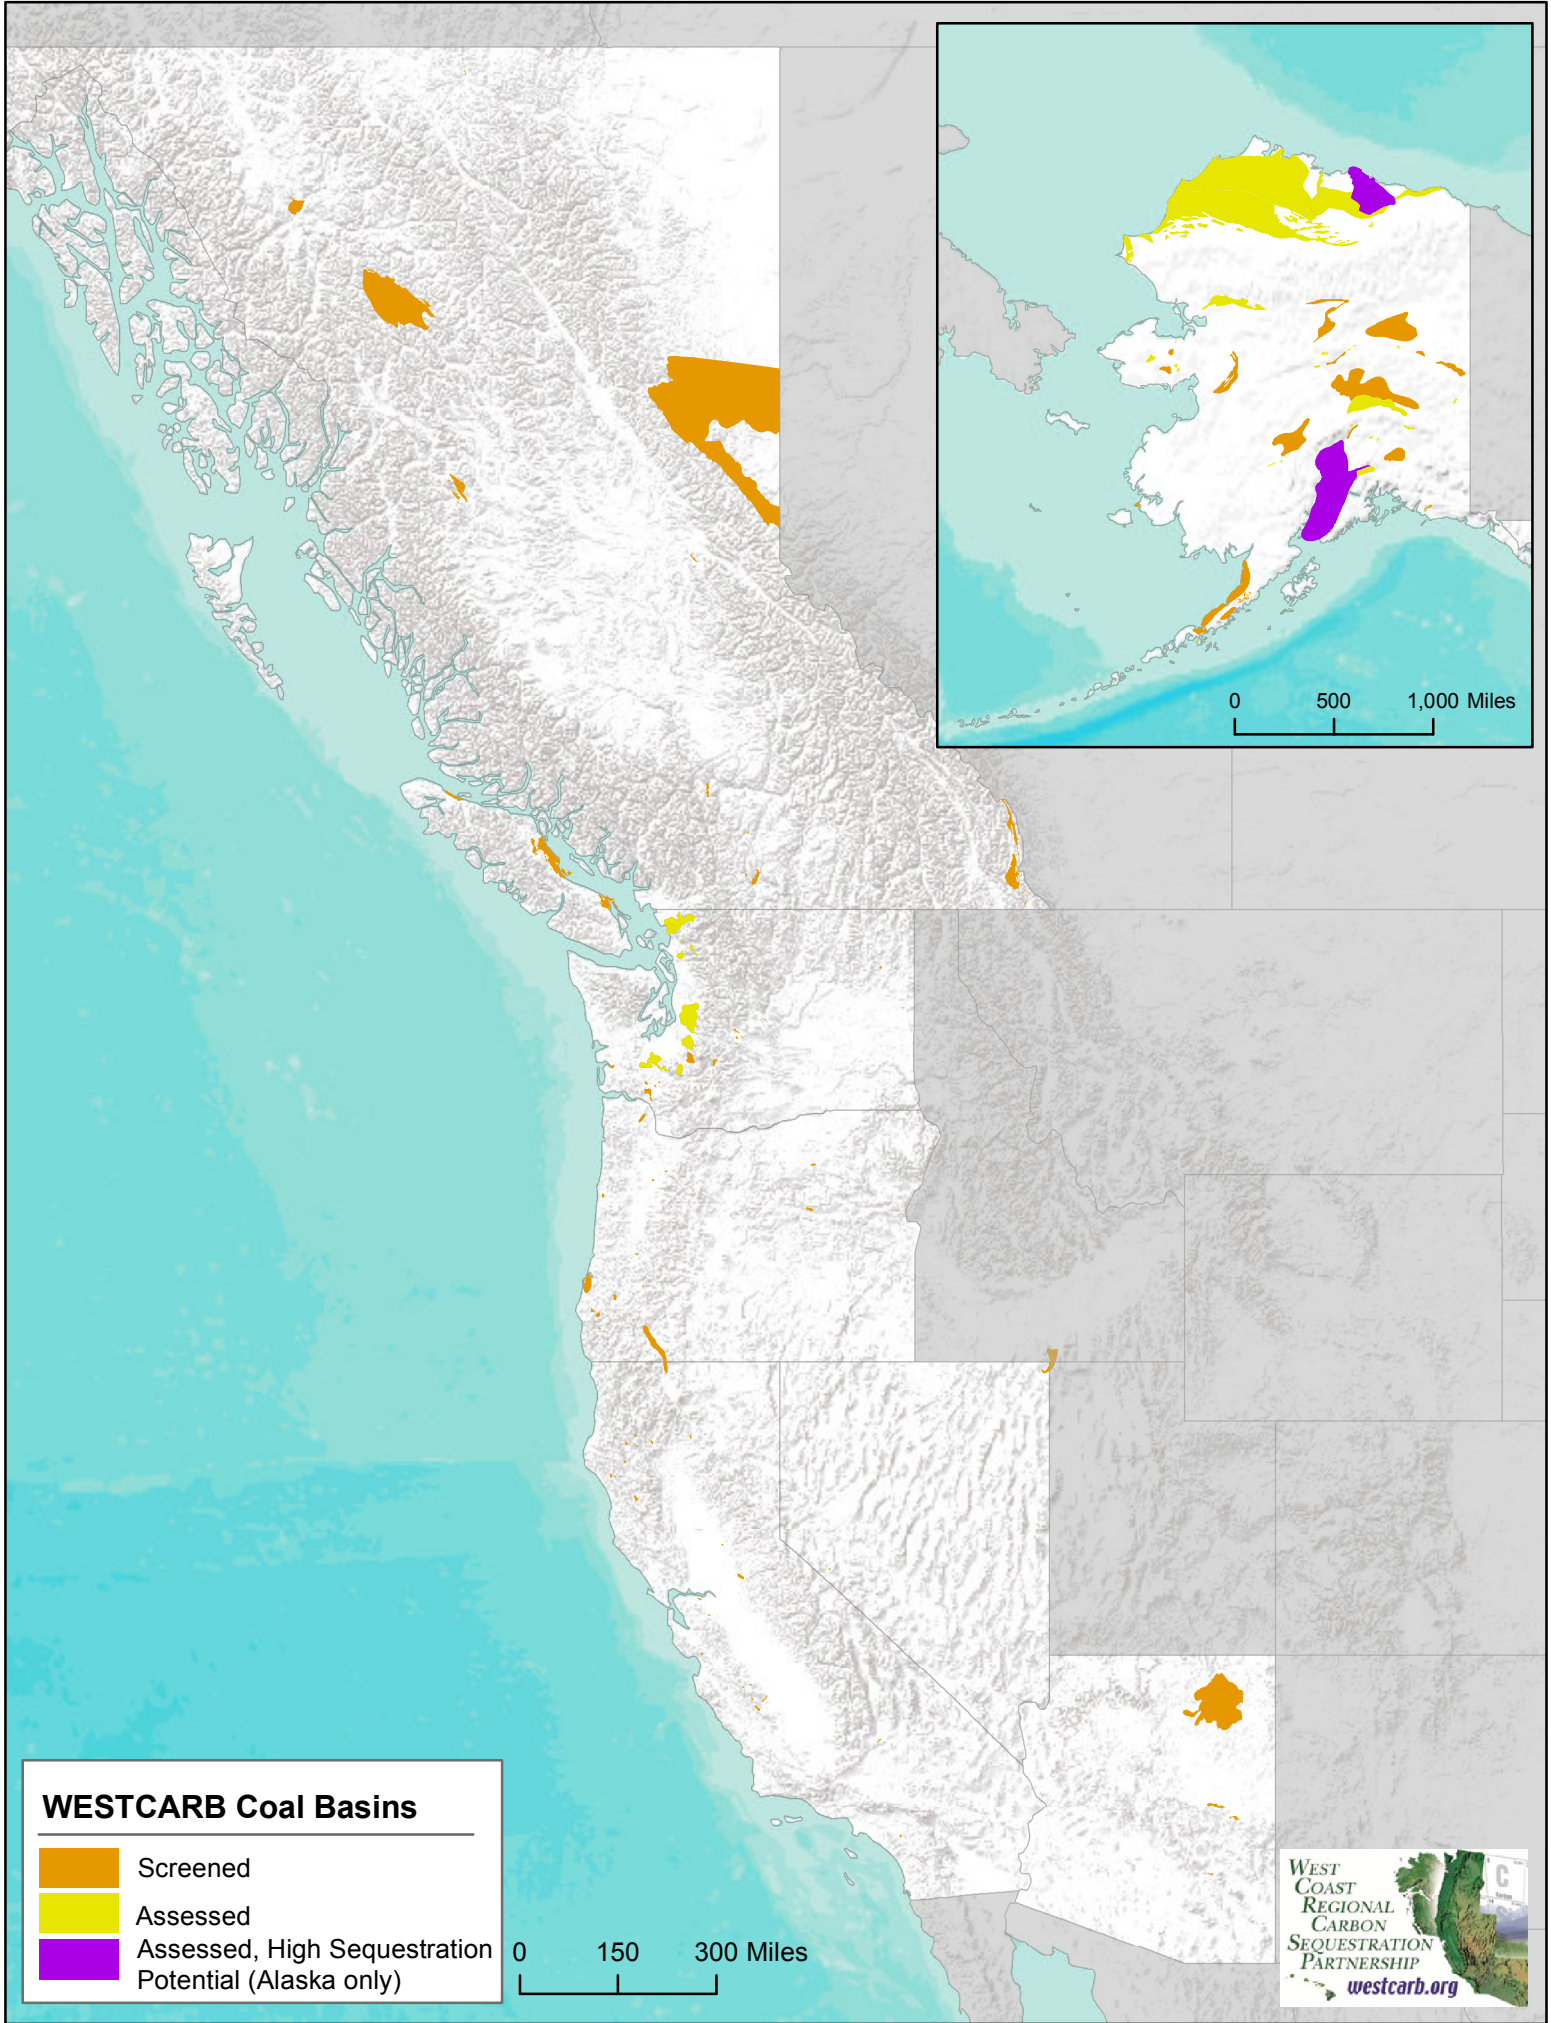 0 500 1,000 Miles
WESTCARB Coal Basins
Screened
Assessed
Assessed, High Sequestration
Potential (Alaska only)
0 150 300 Miles
WEST
COAST
REGIONAL
CARBON
SEQUESTRATION
PARTNERSHIP
westcarb.org
C